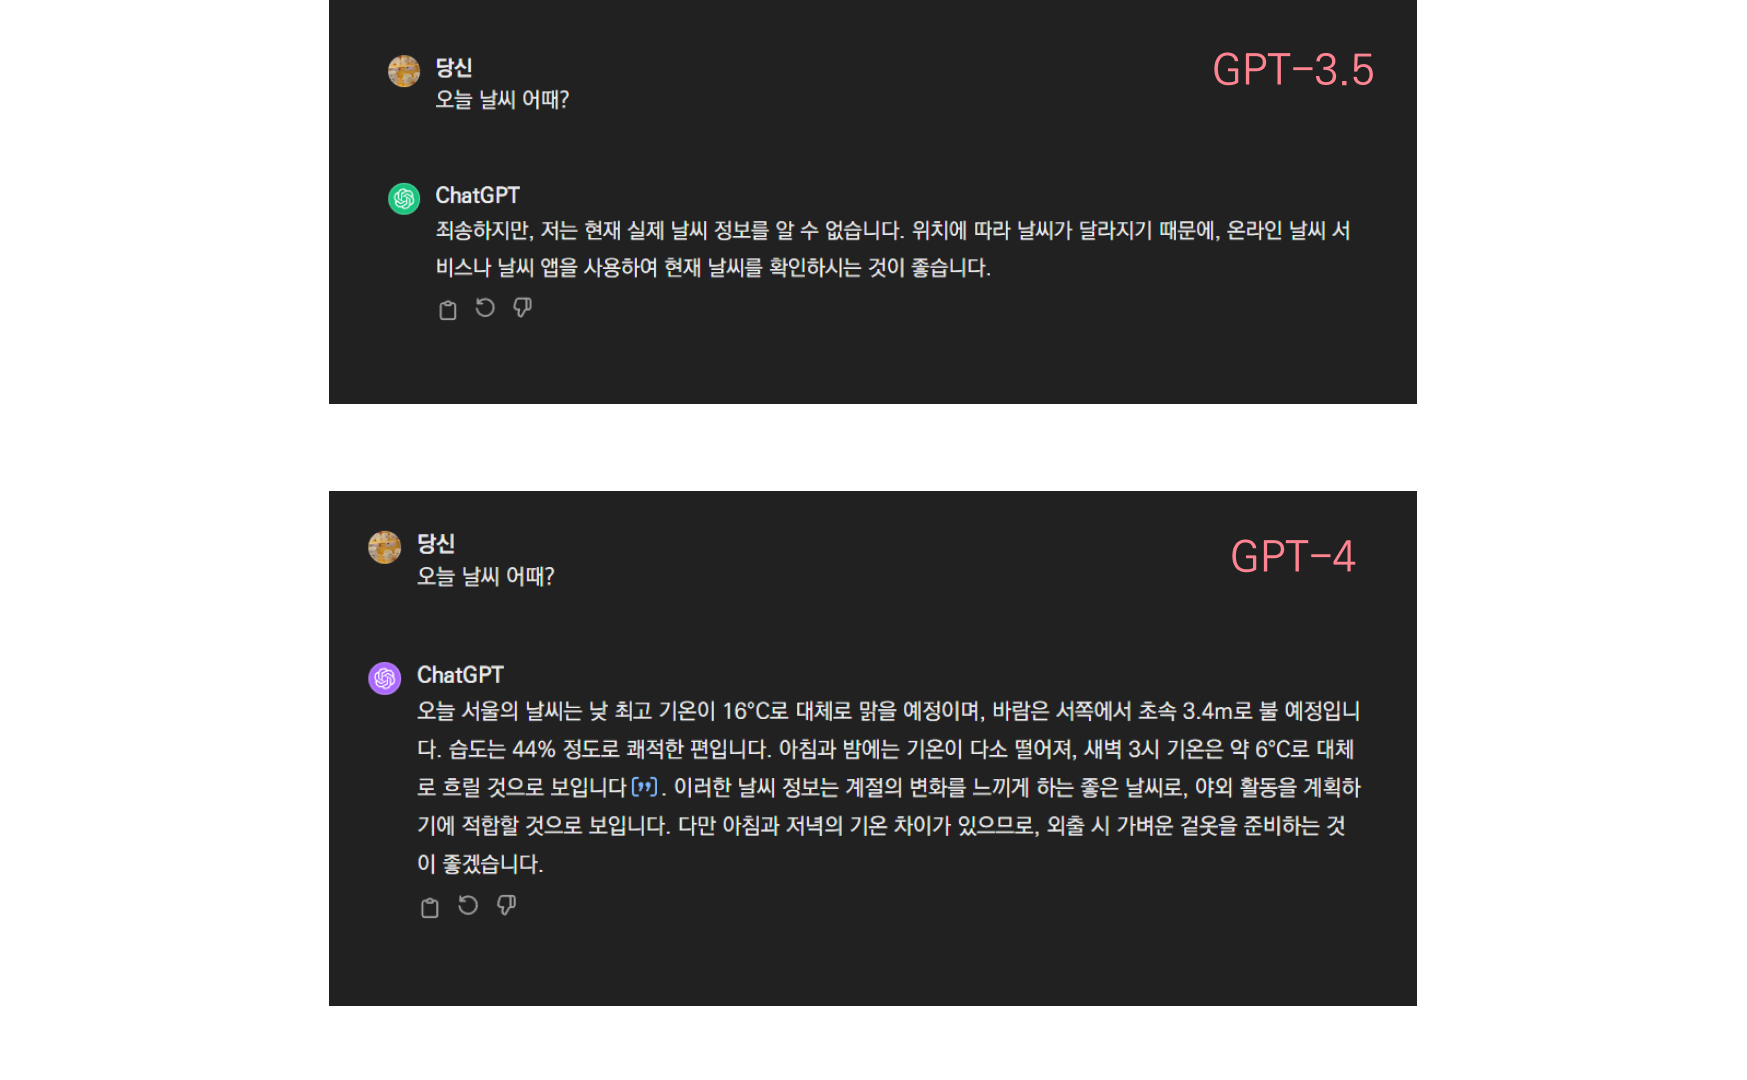 당신
GPT-3.5
오늘 날씨 어때?
ChatGPT
죄송하지만, 저는 현재 실제 날씨 정보를 알 수 없습니다. 위치에 따라 날씨가 달라지기 때문에, 온라인 날씨 서
비스나 날씨 앱을 사용하여 현재 날씨를 확인하시는 것이 좋습니다.
당신
GPT-4
오늘 날씨 어때?
ChatGPT
오늘 서울의 날씨는 낮 최고 기온이 16°C로 대체로 맑을 예정이며, 바람은 서쪽에서 초속 3.4m로 불 예정입니
다. 습도는 44% 정도로 쾌적한 편입니다. 아침과 밤에는 기온이 다소 떨어져, 새벽 3시 기온은 약 6°C로 대체
로 흐릴 것으로 보입니다[”]. 이러한 날씨 정보는 계절의 변화를 느끼게 하는 좋은 날씨로, 야외 활동을 계획하
기에 적합할 것으로 보입니다. 다만 아침과 저녁의 기온 차이가 있으므로, 외출 시 가벼운 겉옷을 준비하는 것
이 좋겠습니다.